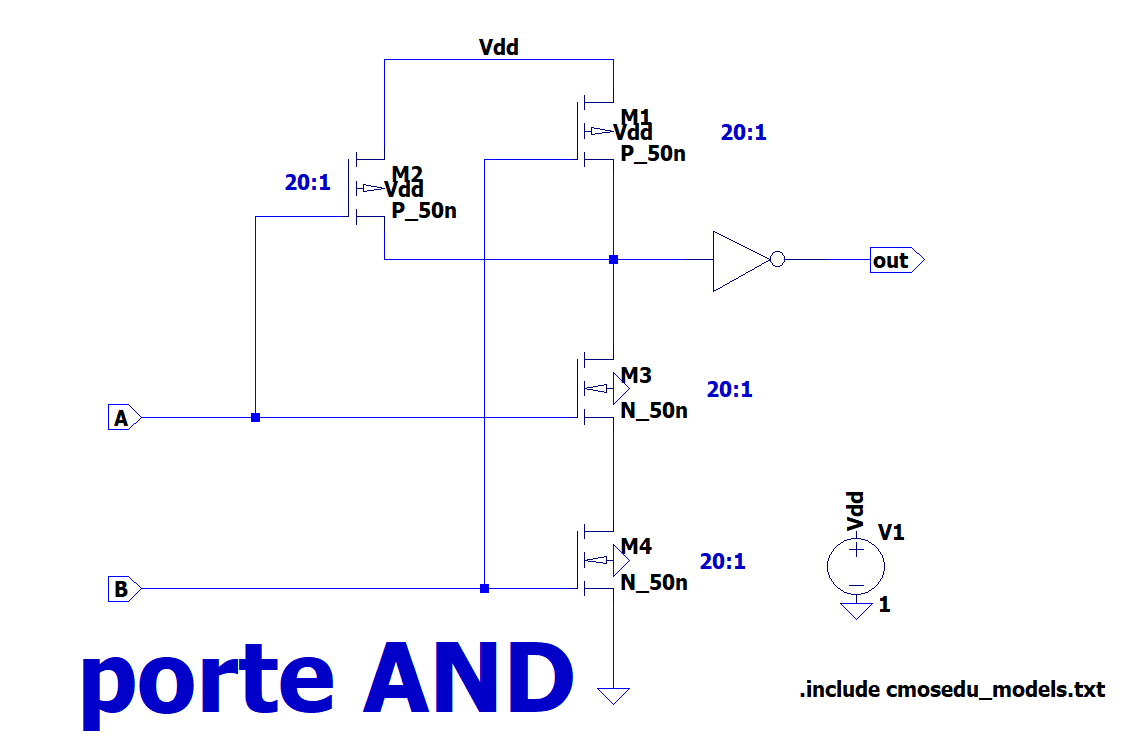 Vdd
M1
Vdd
P_50n
20:1
20:1
M2
Vdd
P_50n
out
M3
N_50n
20:1
A
Vdd
V1
1
M4
N_50n
20:1
B
porte AND
.include cmosedu_models.txt